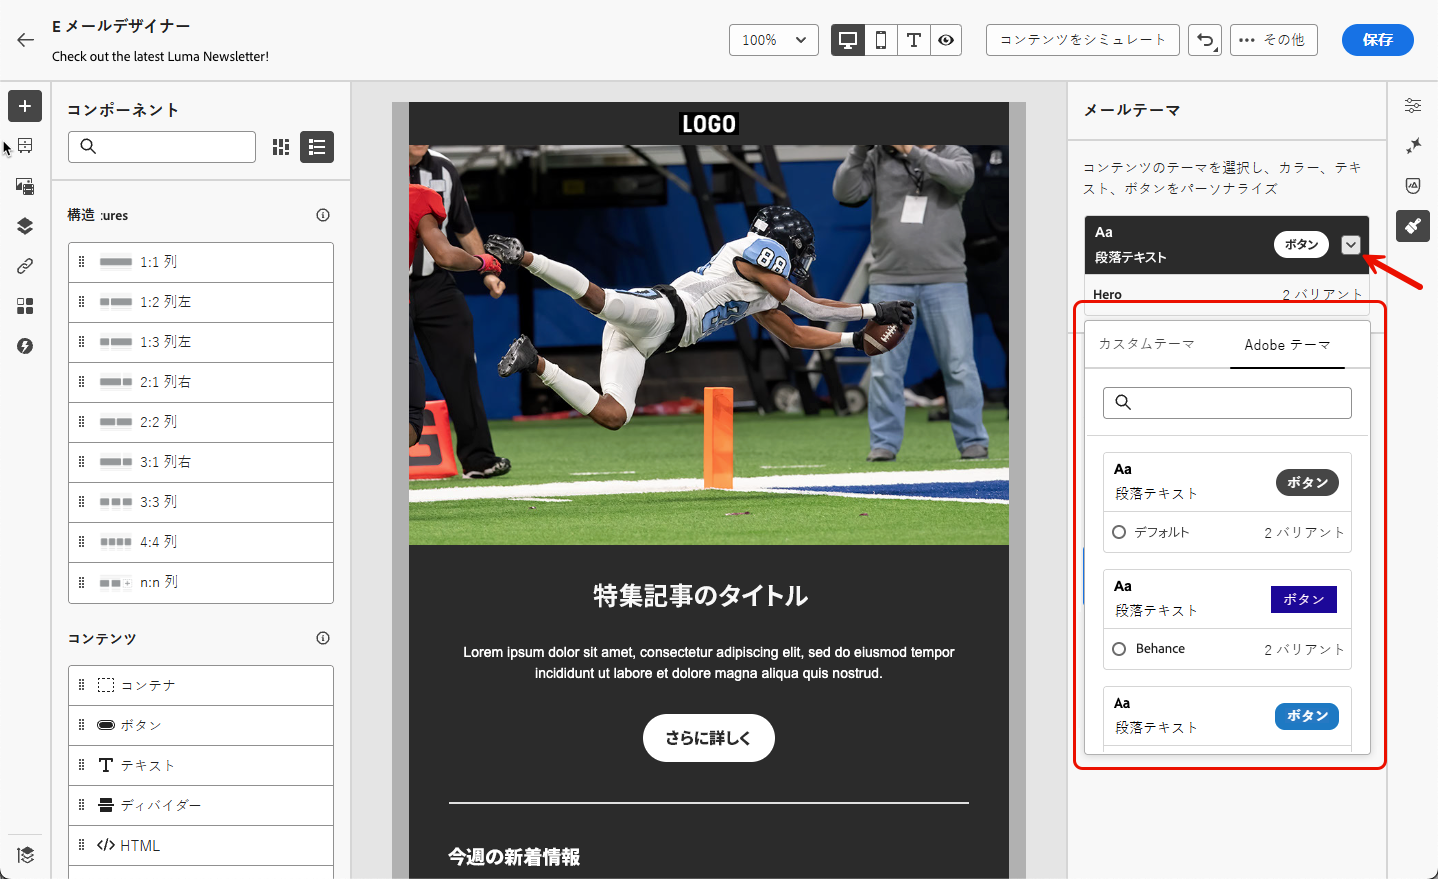 E メールデザイナー
Check out the latest Luma Newsletter!
100%
コンテンツをシミュレート
その他
保存
コンポーネント
構造 :ures
1:1 列
1:2 列左
1:3 列左
2:1 列右
2:2 列
3:1 列右
3:3 列
4:4 列
n:n 列
コンテンツ
コンテナ
ボタン
テキスト
ディバイダー
HTML
LOGO
88
特集記事のタイトル
Lorem ipsum dolor sit amet, consectetur adipiscing elit, sed do eiusmod tempor
incididunt ut labore et dolore magna aliqua quis nostrud.
さらに詳しく
今週の新着情報
メールテーマ
コンテンツのテーマを選択し、カラー、テキ
スト、ボタンをパーソナライズ
Aa
段落テキスト
ボタン
Hero
2 バリアント
カスタムテーマ
Adobe テーマ
Aa
段落テキスト
ボタン
デフォルト
2 バリアント
Aa
段落テキスト
ボタン
Behance
2 バリアント
Aa
段落テキスト
ボタン